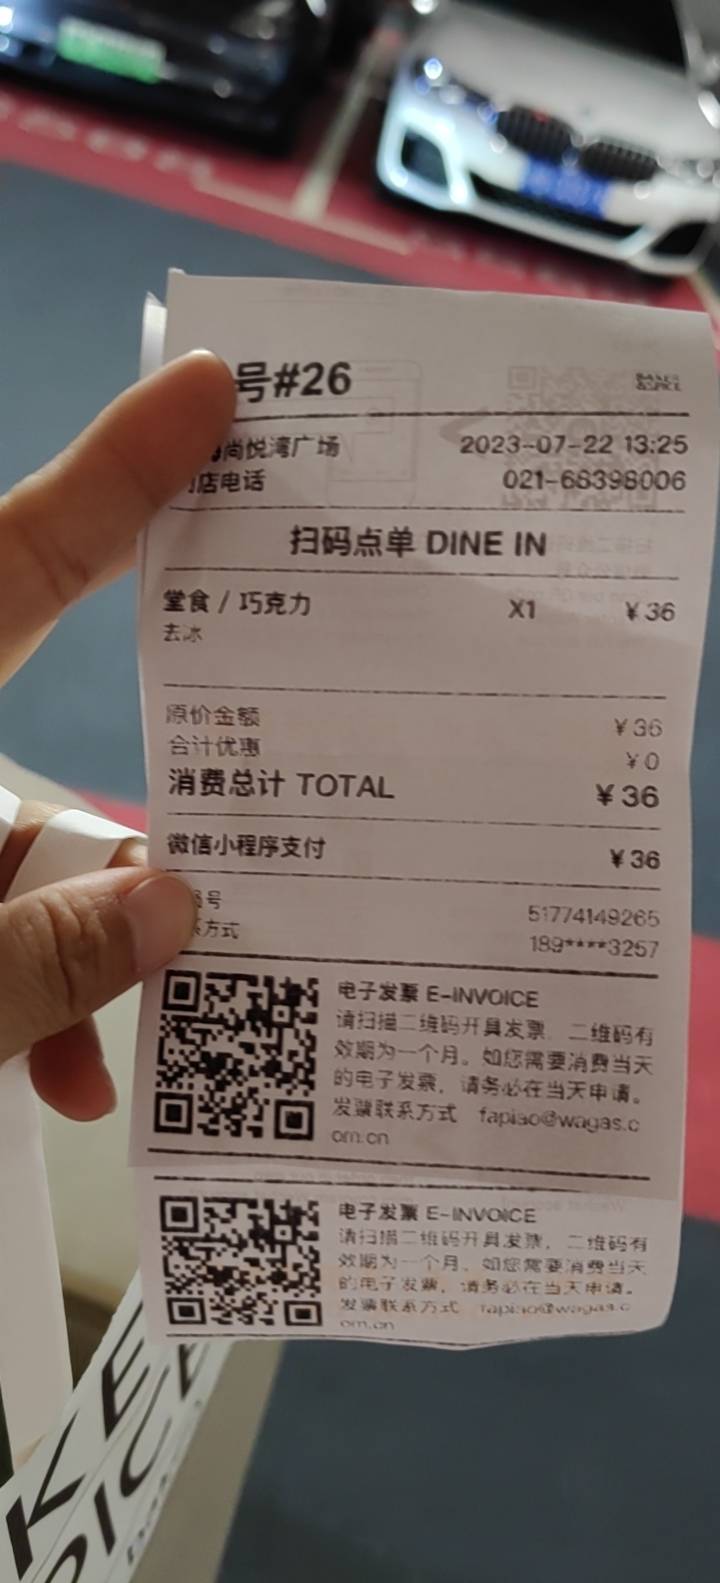 号#26
BAKER
&SPICE
海尚悦湾广场 2023-07-22 13:25
店电话 021-68398006
扫码点单 DINE IN
堂食 / 巧克力 X1 ¥36
去冰
原价金额 ¥36
合计优惠 ¥0
消费总计 TOTAL ¥36
微信小程序支付 ¥36
号 51774149265
系方式 189****3257
电子发票 E-INVOICE
请扫描二维码开具发票，二维码有
效期为一个月。如您需要消费当天
的电子发票，请务必在当天申请。
发票联系方式 fapiao@wagas.c
om.cn
电子发票 E-INVOICE
请扫描二维码开具发票，二维码有
效期为一个月。如您需要消费当天
的电子发票，请务必在当天申请。
发票联系方式 fapiao@wagas.c
om.cn
KE
PICE